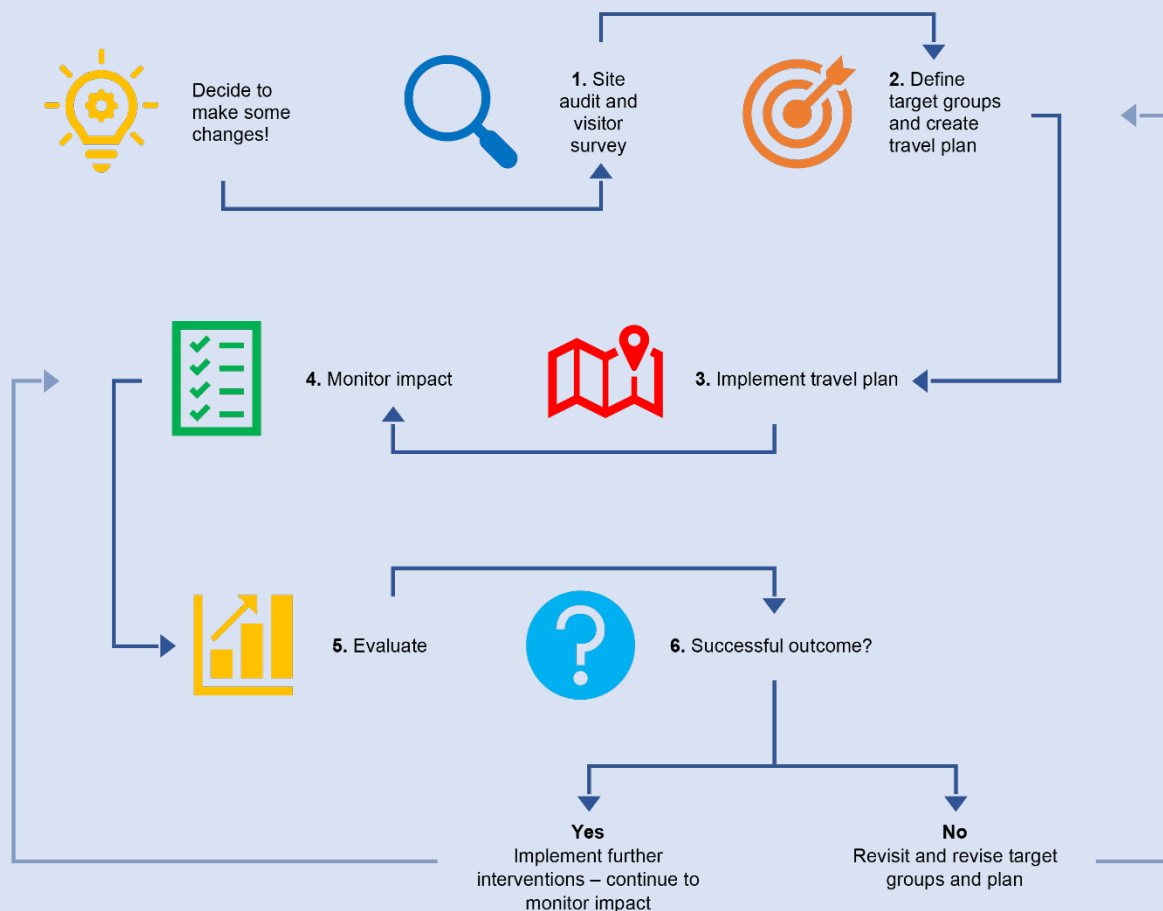 Decide to
make some
changes!
1. Site
audit and
visitor
survey
2. Define
target groups
and create
travel plan
3. Implement travel plan
4. Monitor impact
5. Evaluate
6. Successful outcome?
Yes
Implement further
interventions – continue to
monitor impact
No
Revisit and revise target
groups and plan